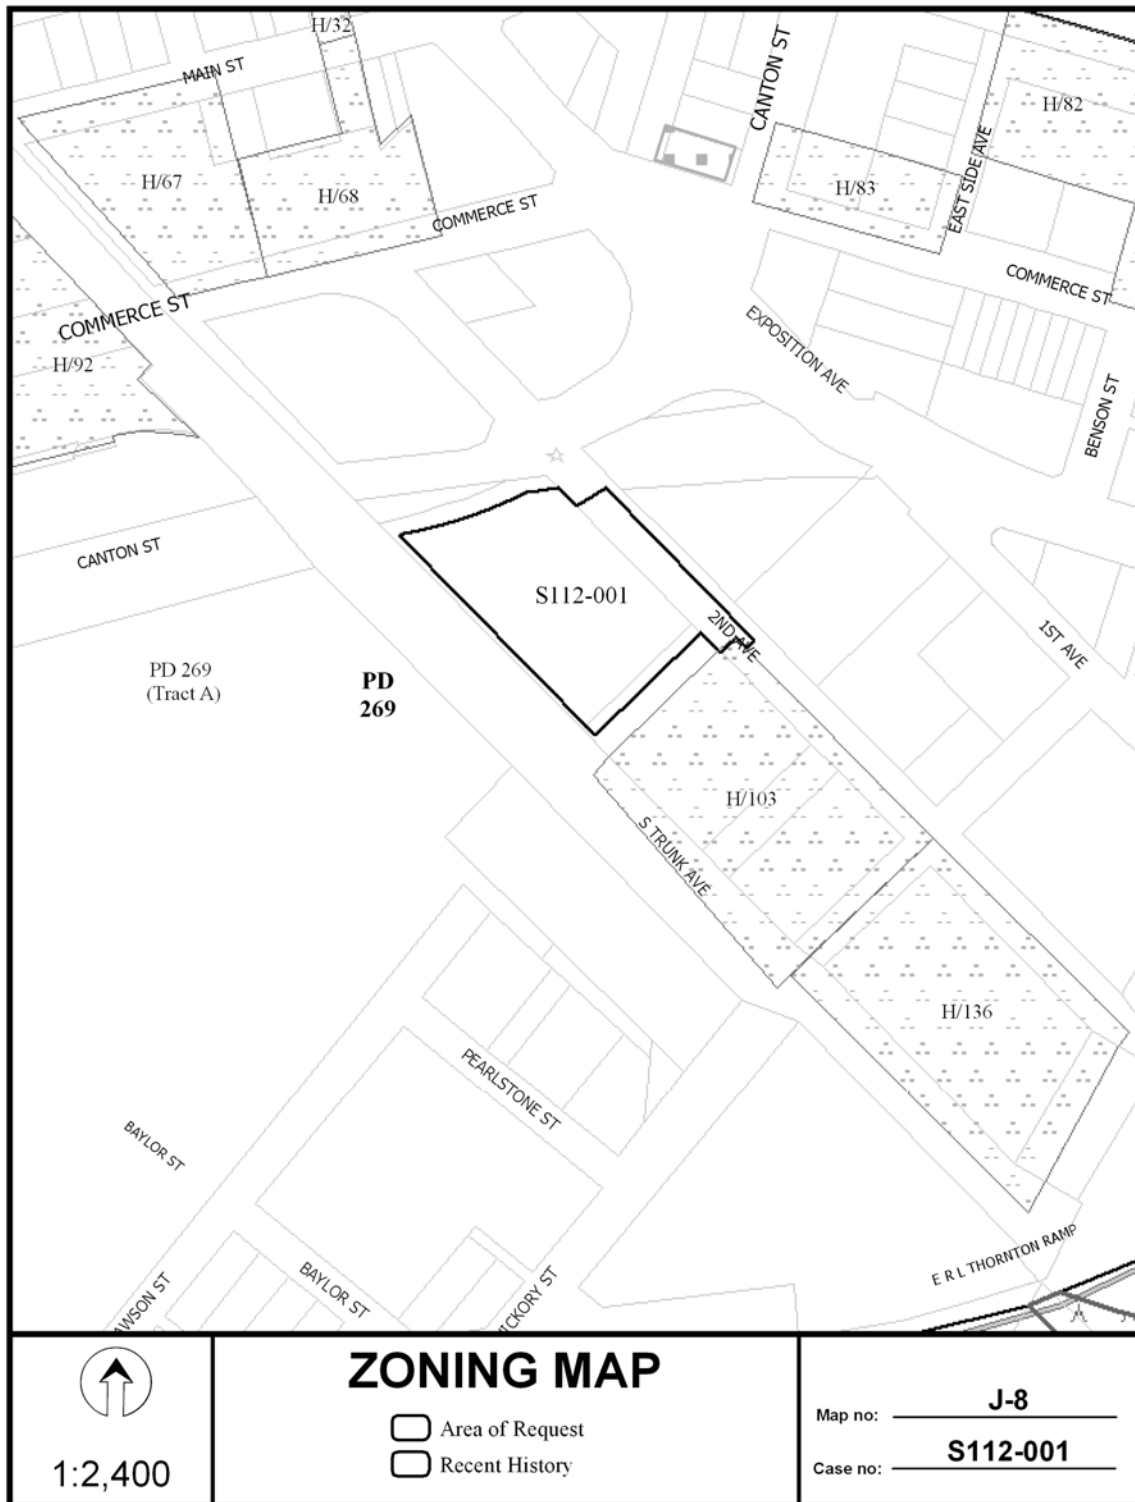 H/32
MAIN ST
CANTON ST
H/82
H/67
H/68
H/83
EAST SIDE AVE
COMMERCE ST
COMMERCE ST
COMMERCE ST
EXPOSITION AVE
H/92
BENSON ST
CANTON ST
S112-001
2ND AVE
1ST AVE
PD 269
(Tract A)
PD
269
H/103
S TRUNK AVE
H/136
PEARLSTONE ST
BAYLOR ST
BAYLOR ST
AWSON ST
HICKORY ST
E R L THORNTON RAMP
ZONING MAP
Area of Request
Recent History
1:2,400
Map no: J-8
Case no: S112-001